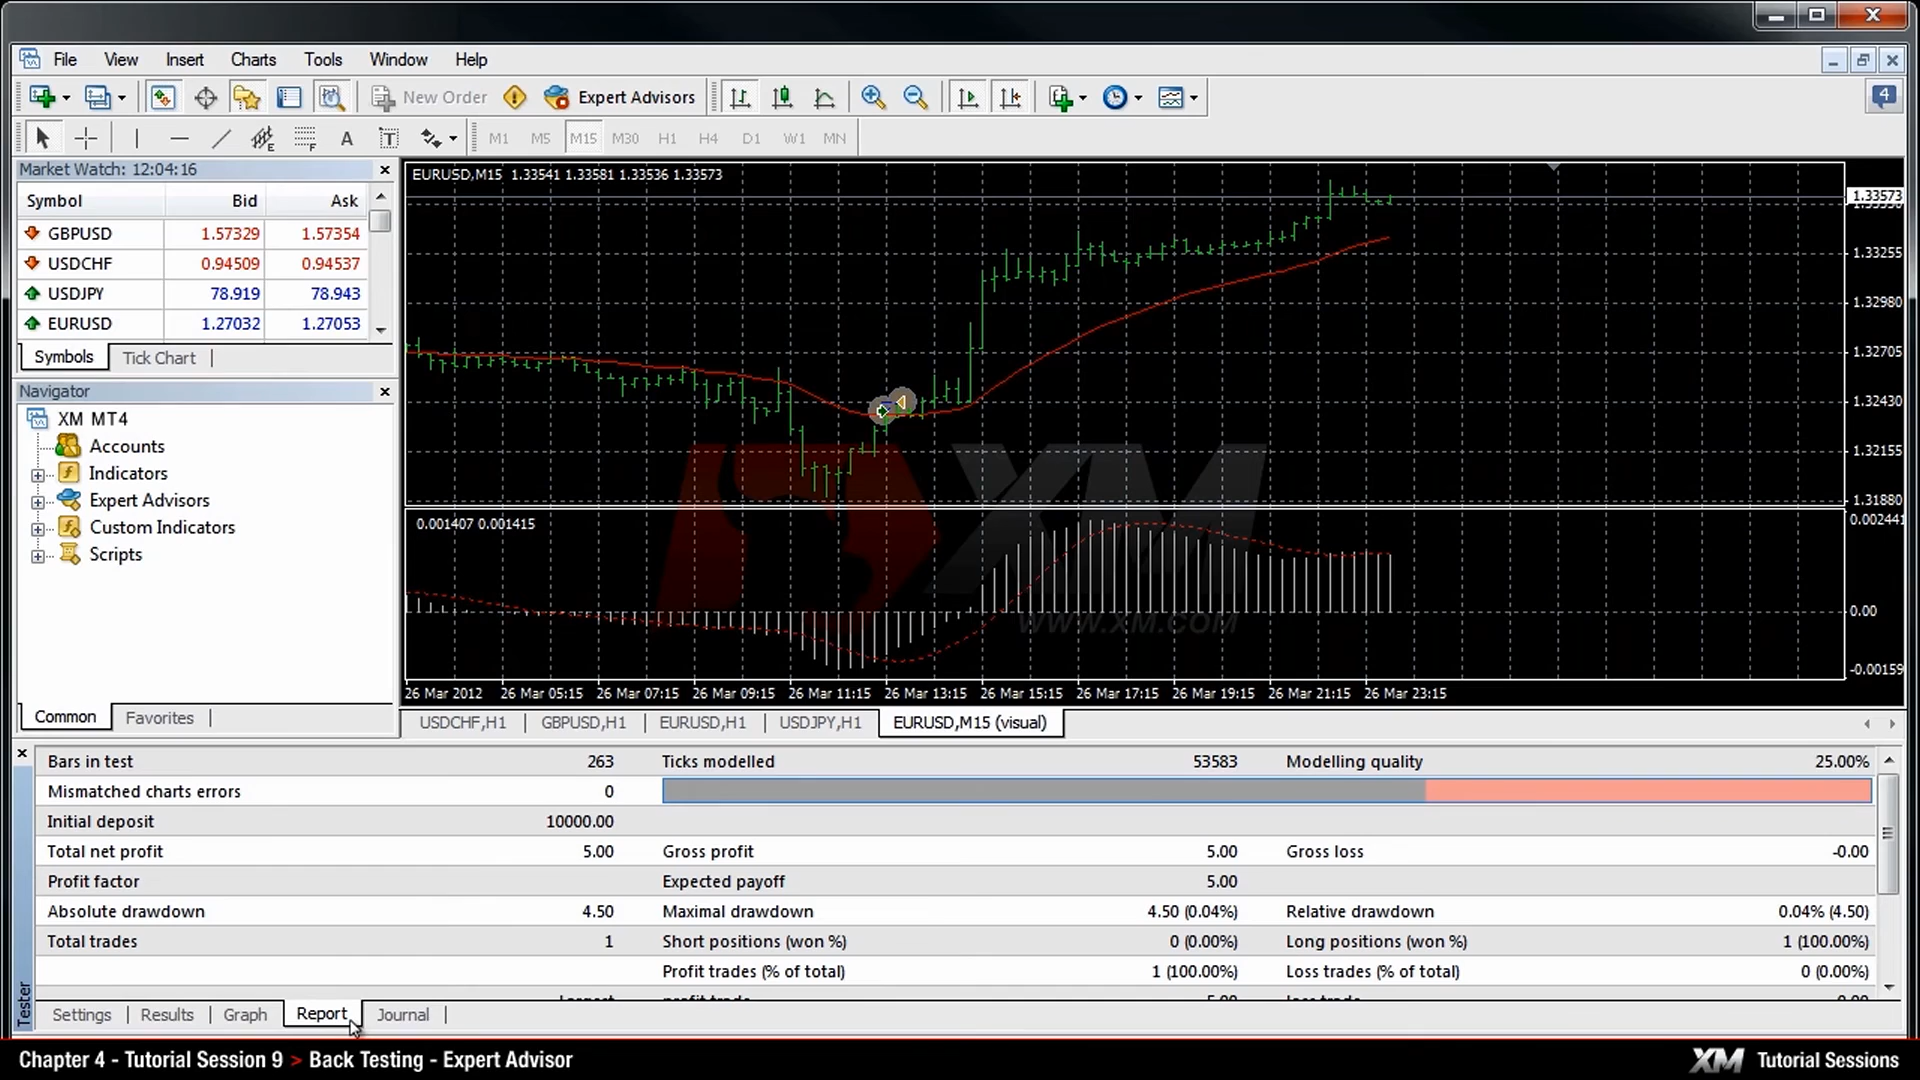 File View Insert Charts Tools Window Help
New Order Expert Advisors 4
A T M1 M5 M15 M30 H1 H4 D1 W1 MN
Market Watch: 12:04:16
Symbol Bid Ask
GBPUSD 1.57329 1.57354
USDCHF 0.94509 0.94537
USDJPY 78.919 78.943
EURUSD 1.27032 1.27053
Symbols Tick Chart
Navigator
XM MT4
Accounts
Indicators
Expert Advisors
Custom Indicators
Scripts
Common Favorites
EURUSD,M15 1.33541 1.33581 1.33536 1.33573
1.33573
1.33255
1.32980
1.32705
1.32430
1.32155
1.31880
XM
WWW.XM.COM
0.001407 0.001415
0.002441
0.00
-0.00159
26 Mar 2012 26 Mar 05:15 26 Mar 07:15 26 Mar 09:15 26 Mar 11:15 26 Mar 13:15 26 Mar 15:15 26 Mar 17:15 26 Mar 19:15 26 Mar 21:15 26 Mar 23:15
USDCHF,H1 GBPUSD,H1 EURUSD,H1 USDJPY,H1 EURUSD,M15 (visual)
Bars in test 263 Ticks modelled 53583 Modelling quality 25.00%
Mismatched charts errors 0
Initial deposit 10000.00
Total net profit 5.00 Gross profit 5.00 Gross loss -0.00
Profit factor Expected payoff 5.00
Absolute drawdown 4.50 Maximal drawdown 4.50 (0.04%) Relative drawdown 0.04% (4.50)
Total trades 1 Short positions (won %) 0 (0.00%) Long positions (won %) 1 (100.00%)
Profit trades (% of total) 1 (100.00%) Loss trades (% of total) 0 (0.00%)
Tester
Settings Results Graph Report Journal
Chapter 4 - Tutorial Session 9 > Back Testing - Expert Advisor
XM Tutorial Sessions